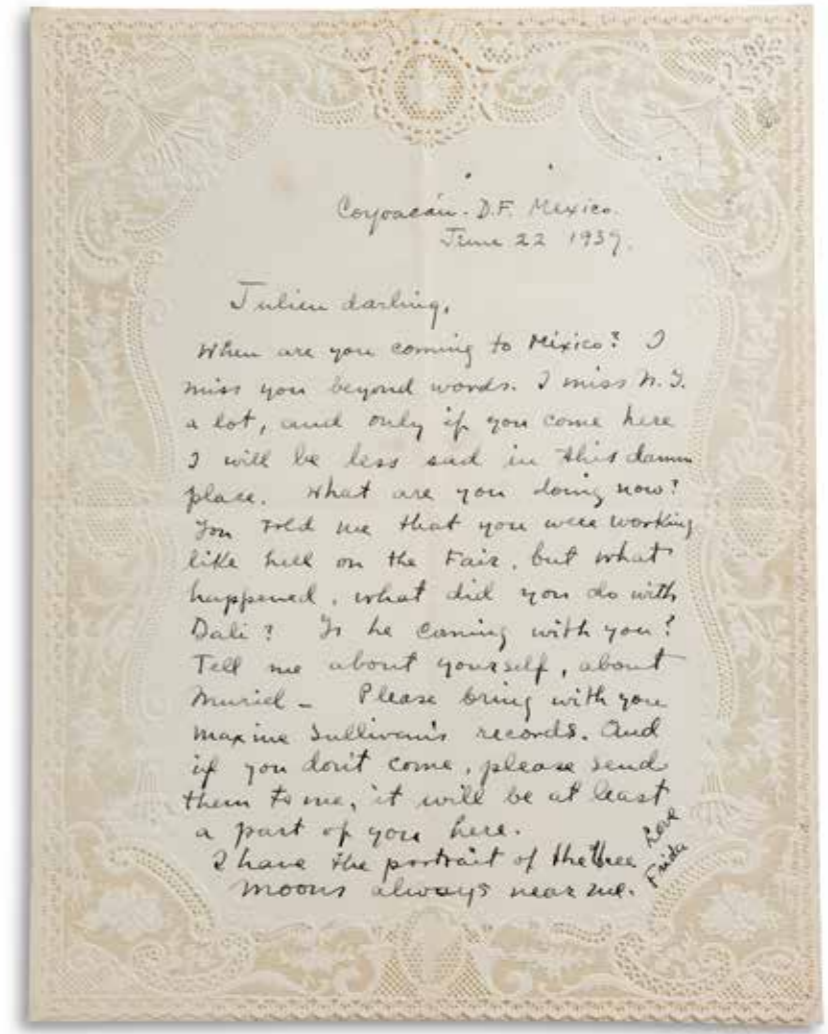 Coyoacán. D.F. Mexico.
June 22 1939.
Julien darling,
When are you coming to México? I
miss you beyond words. I miss N.Y.
a lot, and only if you come here
I will be less sad in this damm
place. What are you doing now?
You told me that you were working
like hell on the Fair, but what
happened, what did you do with
Dali? Is he coming with you?
Tell me about yourself, about
Muriel – Please bring with you
Maxine Sullivan's records. And
if you don't come, please send
them to me, it will be at least
a part of you here.
I have the portrait of the three
moons always near me.
Love
Frida